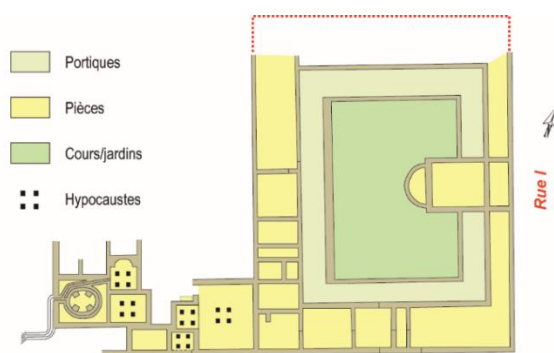 Portiques
Pièces
Cours/jardins
Hypocaustes
Rue I